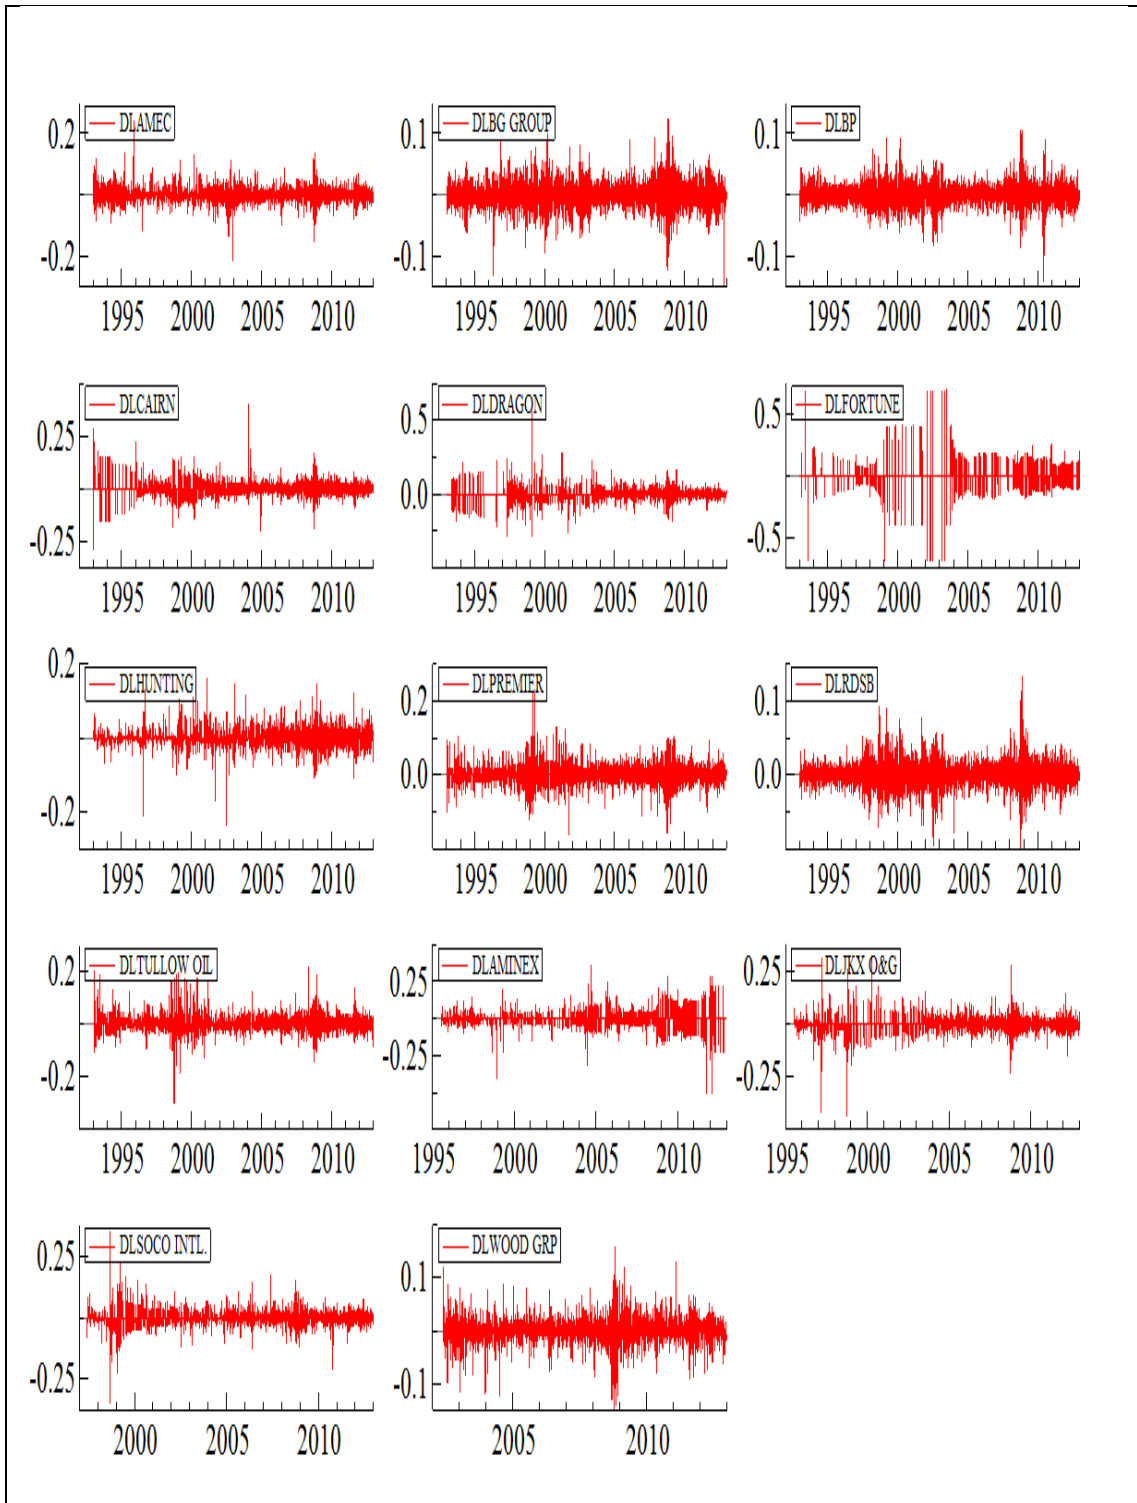 DLAMEC DLBG GROUP DLBP
0.2 0.1 0.1
-0.2 -0.1 -0.1
1995 2000 2005 2010 1995 2000 2005 2010 1995 2000 2005 2010
DLCAIRN DLDRAGON DLFORTUNE
0.25 0.5 0.5
0.0
-0.25 -0.5
1995 2000 2005 2010 1995 2000 2005 2010 1995 2000 2005 2010
DLHUNTING DLPREMIER DLRDSB
0.2 0.2 0.1
0.0 0.0
-0.2
1995 2000 2005 2010 1995 2000 2005 2010 1995 2000 2005 2010
DLTULLOW OIL DLAMINEX DLJKX O&G
0.2 0.25 0.25
-0.2 -0.25 -0.25
1995 2000 2005 2010 1995 2000 2005 2010 1995 2000 2005 2010
DLSOCO INTL. DLWOOD GRP
0.25 0.1
-0.25 -0.1
2000 2005 2010 2005 2010